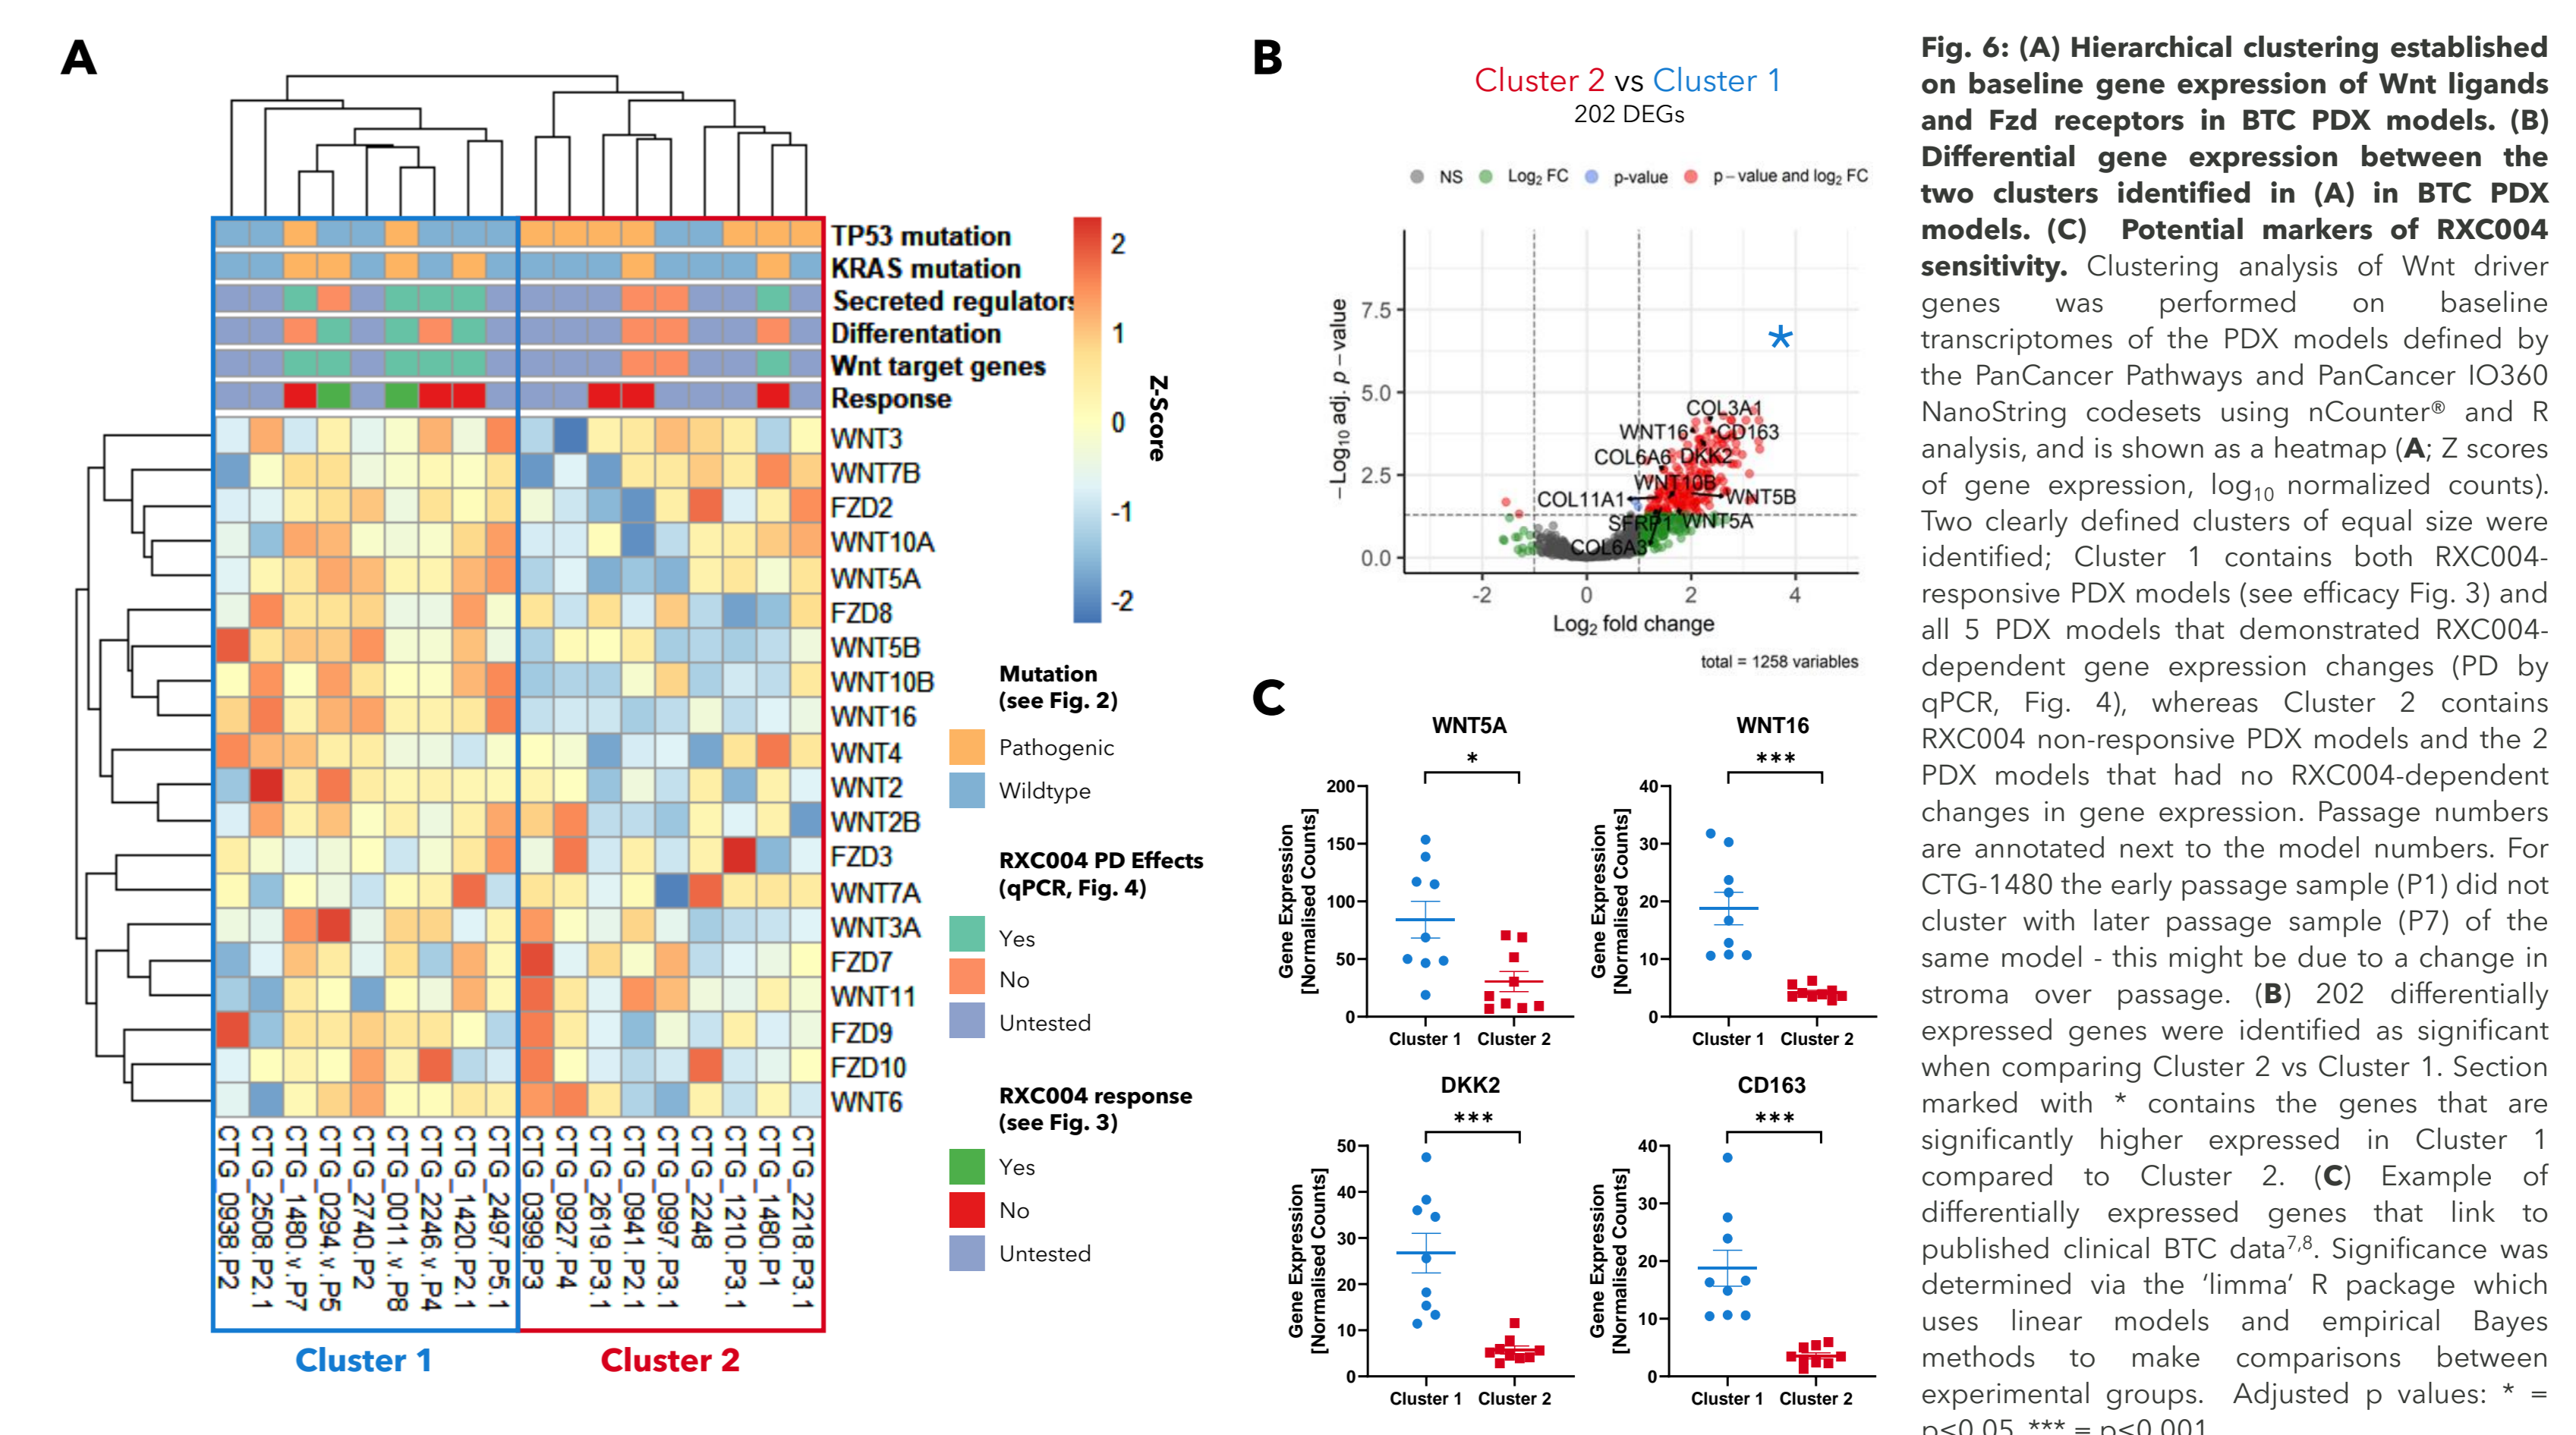 A
TP53 mutation
KRAS mutation
Secreted regulators
Differentation
Wnt target genes
Response
WNT3
WNT7B
FZD2
WNT10A
WNT5A
FZD8
WNT5B
WNT10B
WNT16
WNT4
WNT2
WNT2B
FZD3
WNT7A
WNT3A
FZD7
WNT11
FZD9
FZD10
WNT6
2
1
0
-1
-2
Z-Score
Mutation
(see Fig. 2)
Pathogenic
Wildtype
RXC004 PD Effects
(qPCR, Fig. 4)
Yes
No
Untested
RXC004 response
(see Fig. 3)
Yes
No
Untested
CTG_0938.P2
CTG_2508.P2.1
CTG_1480.v.P7
CTG_0294.v.P5
CTG_2740.P2
CTG_0011.v.P8
CTG_2246.v.P4
CTG_1420.P2.1
CTG_2497.P5.1
CTG_0399.P3
CTG_0927.P4
CTG_2619.P3.1
CTG_0941.P2.1
CTG_0997.P3.1
CTG_2248
CTG_1210.P3.1
CTG_1480.P1
CTG_2218.P3.1
Cluster 1
Cluster 2
B
Cluster 2 vs Cluster 1
202 DEGs
NS Log2 FC p-value p – value and log2 FC
–Log10 adj. p – value
7.5
5.0
2.5
0.0
*
COL3A1
WNT16
CD163
COL6A6
DKK2
WNT10B
COL11A1
WNT5B
SFRP1
WNT5A
COL6A3
-2 0 2 4
Log2 fold change
total = 1258 variables
C
WNT5A
*
Gene Expression
[Normalised Counts]
200
150
100
50
0
Cluster 1 Cluster 2
WNT16
***
Gene Expression
[Normalised Counts]
40
30
20
10
0
Cluster 1 Cluster 2
DKK2
***
Gene Expression
[Normalised Counts]
50
40
30
20
10
0
Cluster 1 Cluster 2
CD163
***
Gene Expression
[Normalised Counts]
40
30
20
10
0
Cluster 1 Cluster 2
Fig. 6: (A) Hierarchical clustering established
on baseline gene expression of Wnt ligands
and Fzd receptors in BTC PDX models. (B)
Differential gene expression between the
two clusters identified in (A) in BTC PDX
models. (C) Potential markers of RXC004
sensitivity. Clustering analysis of Wnt driver
genes was performed on baseline
transcriptomes of the PDX models defined by
the PanCancer Pathways and PanCancer IO360
NanoString codesets using nCounter® and R
analysis, and is shown as a heatmap (A; Z scores
of gene expression, log10 normalized counts).
Two clearly defined clusters of equal size were
identified; Cluster 1 contains both RXC004-
responsive PDX models (see efficacy Fig. 3) and
all 5 PDX models that demonstrated RXC004-
dependent gene expression changes (PD by
qPCR, Fig. 4), whereas Cluster 2 contains
RXC004 non-responsive PDX models and the 2
PDX models that had no RXC004-dependent
changes in gene expression. Passage numbers
are annotated next to the model numbers. For
CTG-1480 the early passage sample (P1) did not
cluster with later passage sample (P7) of the
same model - this might be due to a change in
stroma over passage. (B) 202 differentially
expressed genes were identified as significant
when comparing Cluster 2 vs Cluster 1. Section
marked with * contains the genes that are
significantly higher expressed in Cluster 1
compared to Cluster 2. (C) Example of
differentially expressed genes that link to
published clinical BTC data7,8. Significance was
determined via the ‘limma’ R package which
uses linear models and empirical Bayes
methods to make comparisons between
experimental groups. Adjusted p values: * =
p<0.05, *** = p<0.001